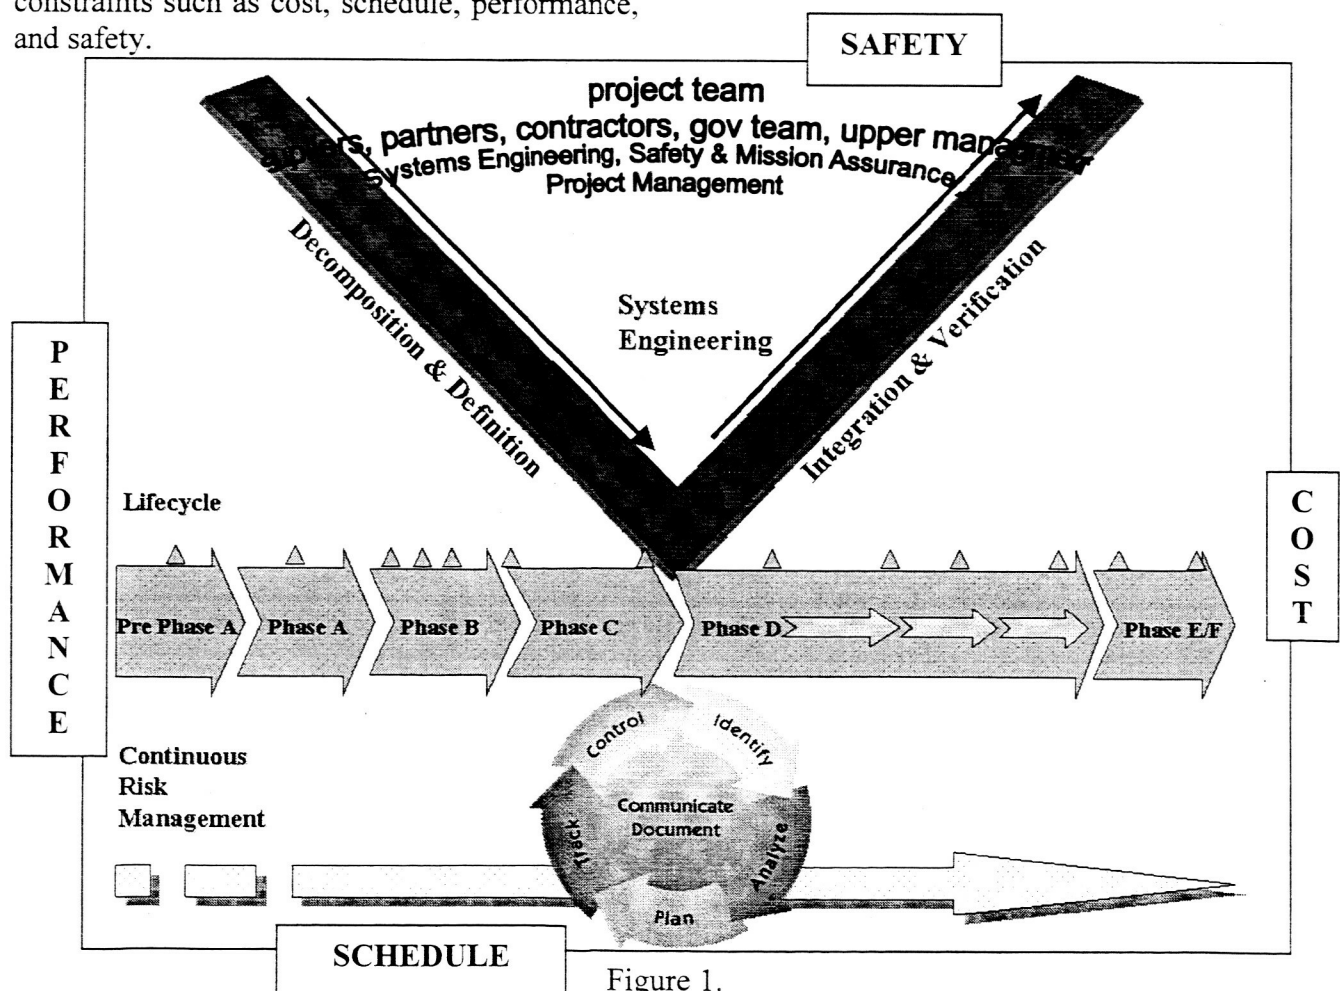 constraints such as cost, schedule, performance,
and safety.
SAFETY
project team
partners, contractors, gov team, upper
Systems Engineering, Safety & Mission Assurance,
Project Management
Decomposition & Definition
Systems
Engineering
Integration & Verification
PERFORMANCE
COST
Lifecycle
Pre Phase A
Phase A
Phase B
Phase C
Phase D
Phase E/F
Continuous
Risk
Management
Control
Identify
Communicate
Document
Track
Analyze
Plan
SCHEDULE
Figure 1.